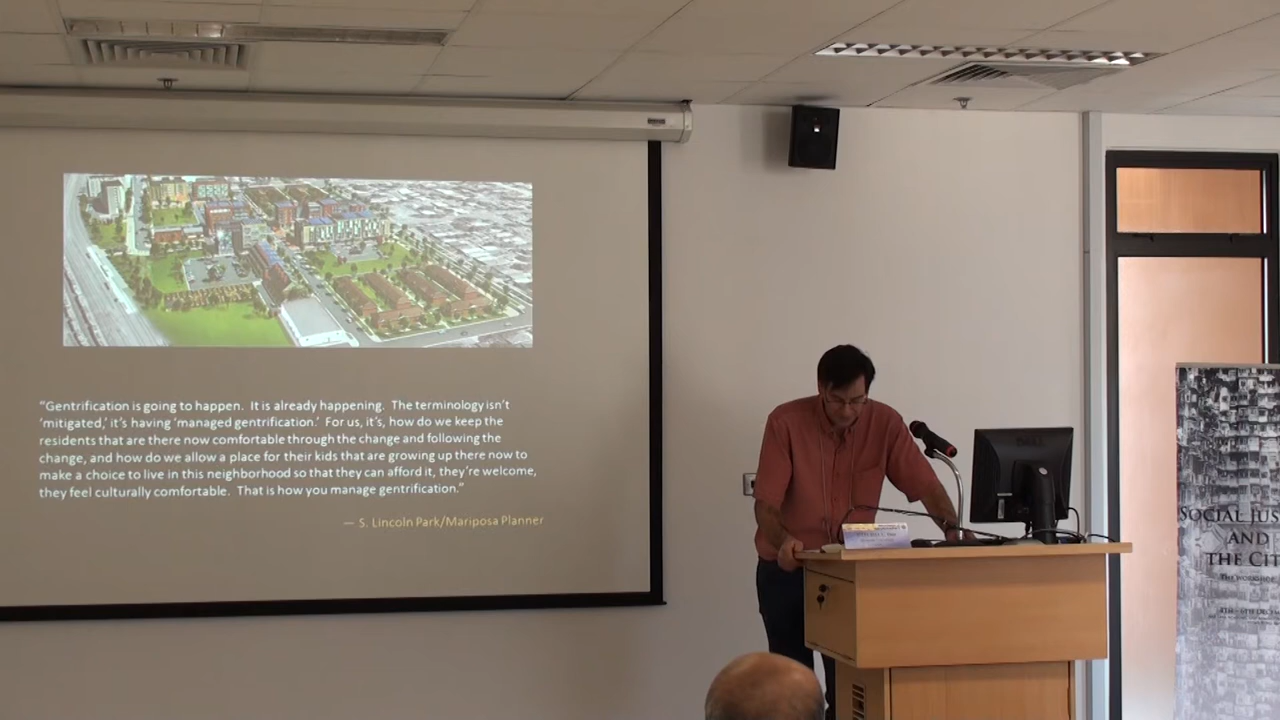 "Gentrification is going to happen.  It is already happening.  The terminology isn't
'mitigated,' it's having 'managed gentrification.'  For us, it's, how do we keep the
residents that are there now comfortable through the change and following the
change, and how do we allow a place for their kids that are growing up there now to
make a choice to live in this neighborhood so that they can afford it, they're welcome,
they feel culturally comfortable.  That is how you manage gentrification."
— S. Lincoln Park/Mariposa Planner
DELL
SOCIAL JUS
AND
THE CIT